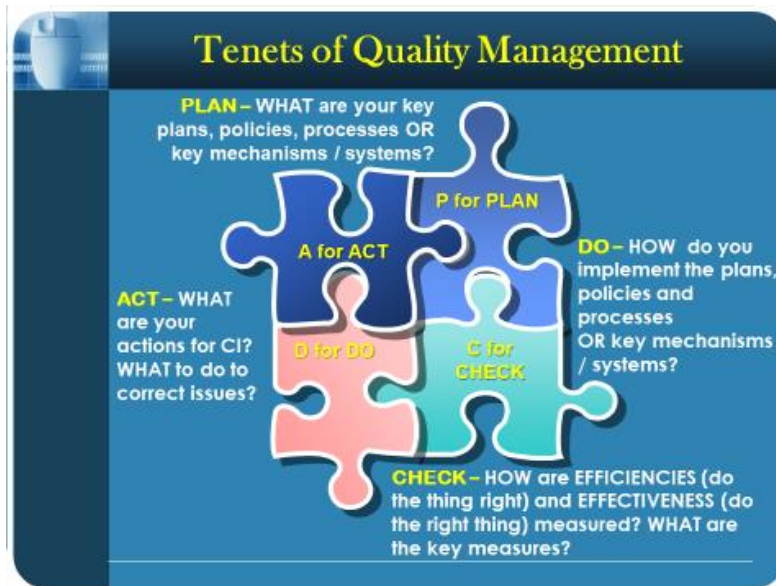 Tenets of Quality Management
PLAN – WHAT are your key
plans, policies, processes OR
key mechanisms / systems?
P for PLAN
A for ACT
DO – HOW do you
implement the plans,
policies and
processes
OR key mechanisms
/ systems?
ACT – WHAT
are your
actions for CI?
WHAT to do to
correct issues?
D for DO
C for
CHECK
CHECK – HOW are EFFICIENCIES (do
the thing right) and EFFECTIVENESS (do
the right thing) measured? WHAT are
the key measures?